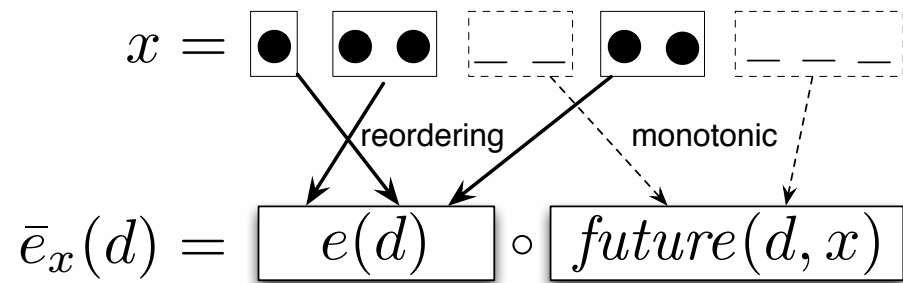 x =
reordering monotonic
ē_x(d) = e(d) ∘ future(d, x)